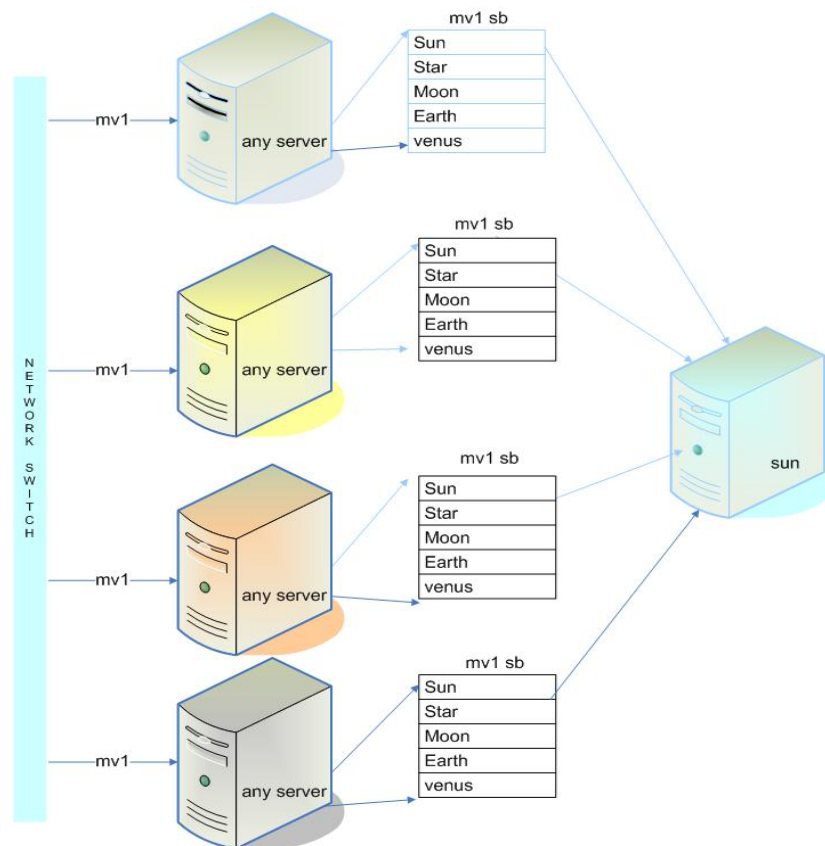 NETWORK SWITCH
mv1
any server
mv1 sb
Sun
Star
Moon
Earth
venus
mv1
any server
mv1 sb
Sun
Star
Moon
Earth
venus
sun
mv1
any server
mv1 sb
Sun
Star
Moon
Earth
venus
mv1
any server
mv1 sb
Sun
Star
Moon
Earth
venus